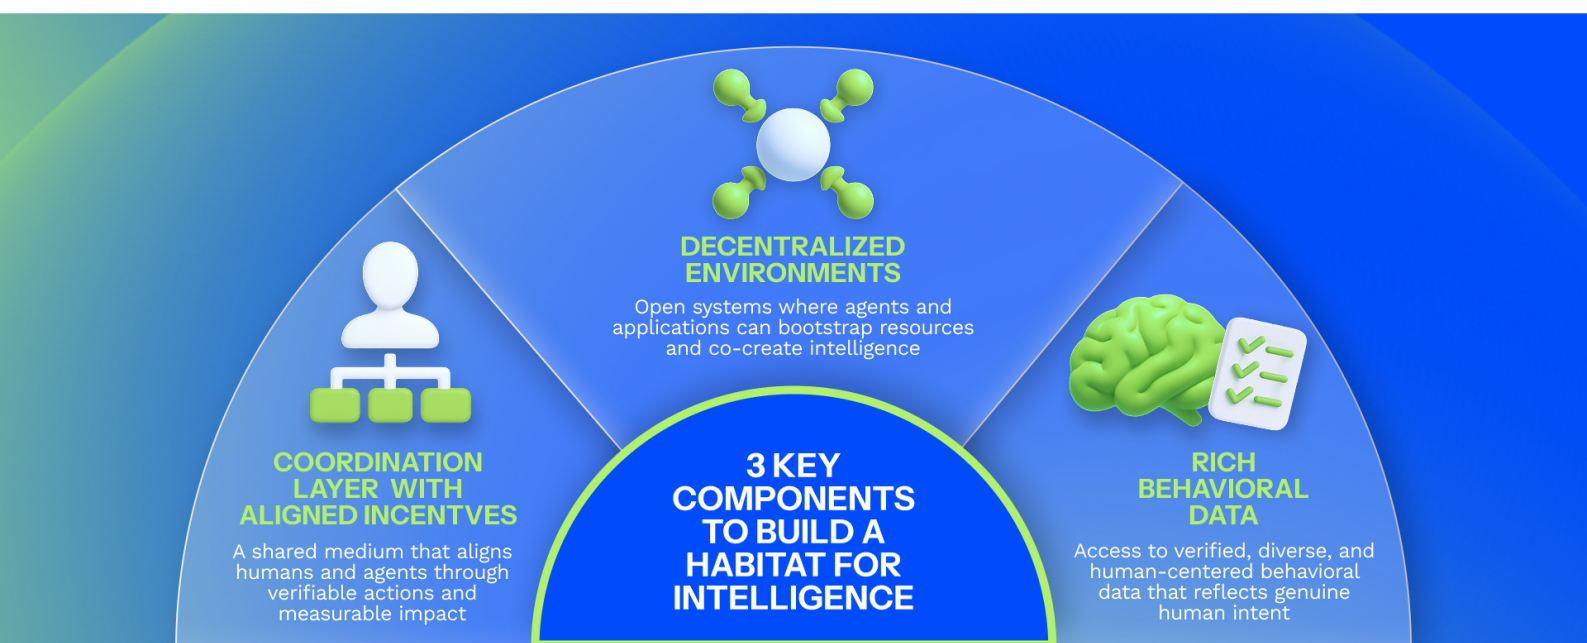 DECENTRALIZED
ENVIRONMENTS
Open systems where agents and
applications can bootstrap resources
and co-create intelligence
COORDINATION
LAYER WITH
ALIGNED INCENTVES
A shared medium that aligns
humans and agents through
verifiable actions and
measurable impact
3 KEY
COMPONENTS
TO BUILD A
HABITAT FOR
INTELLIGENCE
RICH
BEHAVIORAL
DATA
Access to verified, diverse, and
human-centered behavioral
data that reflects genuine
human intent